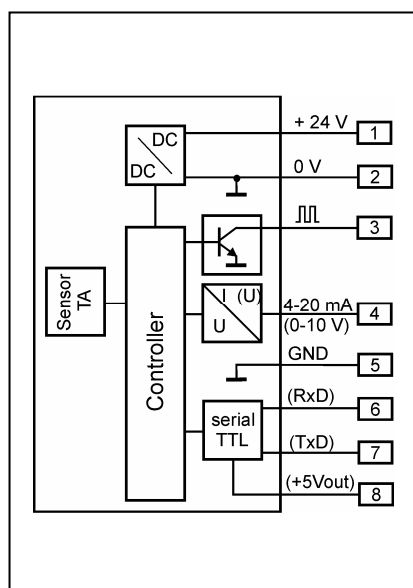 DC
DC
+ 24 V
1
0 V
2
3
Sensor
TA
Controller
I (U)
U
4-20 mA
(0-10 V)
4
GND
5
serial
TTL
(RxD)
6
(TxD)
7
(+5Vout)
8